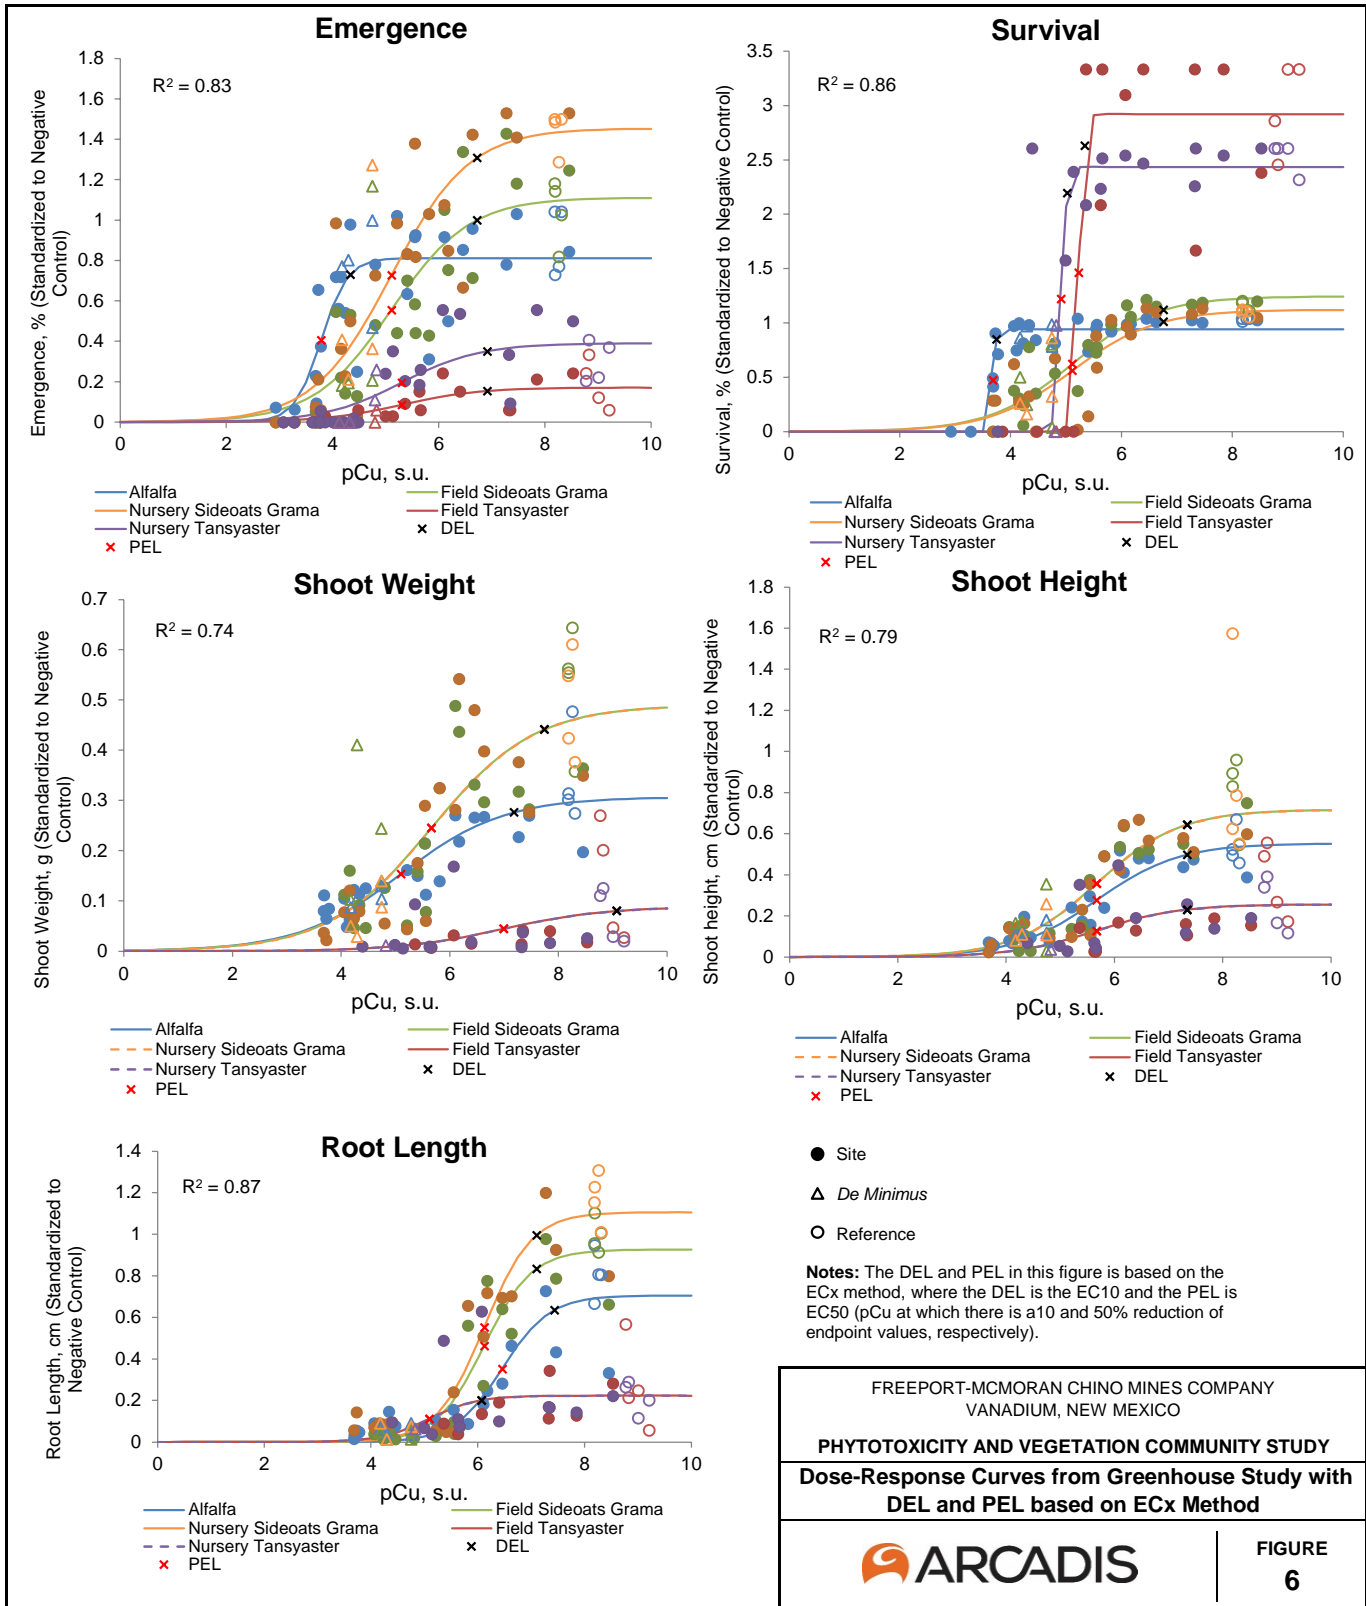 Emergence
R² = 0.83
Emergence, % (Standardized to Negative
Control)
1.8
1.6
1.4
1.2
1
0.8
0.6
0.4
0.2
0
0 2 4 6 8 10
pCu, s.u.
Alfalfa Field Sideoats Grama
Nursery Sideoats Grama Field Tansyaster
Nursery Tansyaster DEL
PEL
Survival
R² = 0.86
Survival, % (Standardized to Negative Control)
3.5
3
2.5
2
1.5
1
0.5
0
0 2 4 6 8 10
pCu, s.u.
Alfalfa Field Sideoats Grama
Nursery Sideoats Grama Field Tansyaster
Nursery Tansyaster DEL
PEL
Shoot Weight
R² = 0.74
Shoot Weight, g (Standardized to Negative
Control)
0.7
0.6
0.5
0.4
0.3
0.2
0.1
0
0 2 4 6 8 10
pCu, s.u.
Alfalfa Field Sideoats Grama
Nursery Sideoats Grama Field Tansyaster
Nursery Tansyaster DEL
PEL
Shoot Height
R² = 0.79
Shoot height, cm (Standardized to Negative
Control)
1.8
1.6
1.4
1.2
1
0.8
0.6
0.4
0.2
0
0 2 4 6 8 10
pCu, s.u.
Alfalfa Field Sideoats Grama
Nursery Sideoats Grama Field Tansyaster
Nursery Tansyaster DEL
PEL
Root Length
R² = 0.87
Root Length, cm (Standardized to
Negative Control)
1.4
1.2
1
0.8
0.6
0.4
0.2
0
0 2 4 6 8 10
pCu, s.u.
Alfalfa Field Sideoats Grama
Nursery Sideoats Grama Field Tansyaster
Nursery Tansyaster DEL
PEL
Site
De Minimus
Reference
Notes: The DEL and PEL in this figure is based on the
ECx method, where the DEL is the EC10 and the PEL is
EC50 (pCu at which there is a10 and 50% reduction of
endpoint values, respectively).
FREEPORT-MCMORAN CHINO MINES COMPANY
VANADIUM, NEW MEXICO
PHYTOTOXICITY AND VEGETATION COMMUNITY STUDY
Dose-Response Curves from Greenhouse Study with
DEL and PEL based on ECx Method
ARCADIS
FIGURE
6